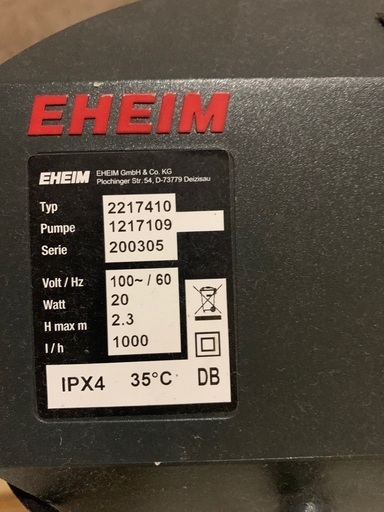 EHEIM
EHEIM EHEIM GmbH & Co. KG
Plochinger Str. 54, D-73779 Deizisau
Typ 2217410
Pumpe 1217109
Serie 200305
Volt / Hz 100~ / 60
Watt 20
H max m 2.3
l / h 1000
IPX4 35°C DB